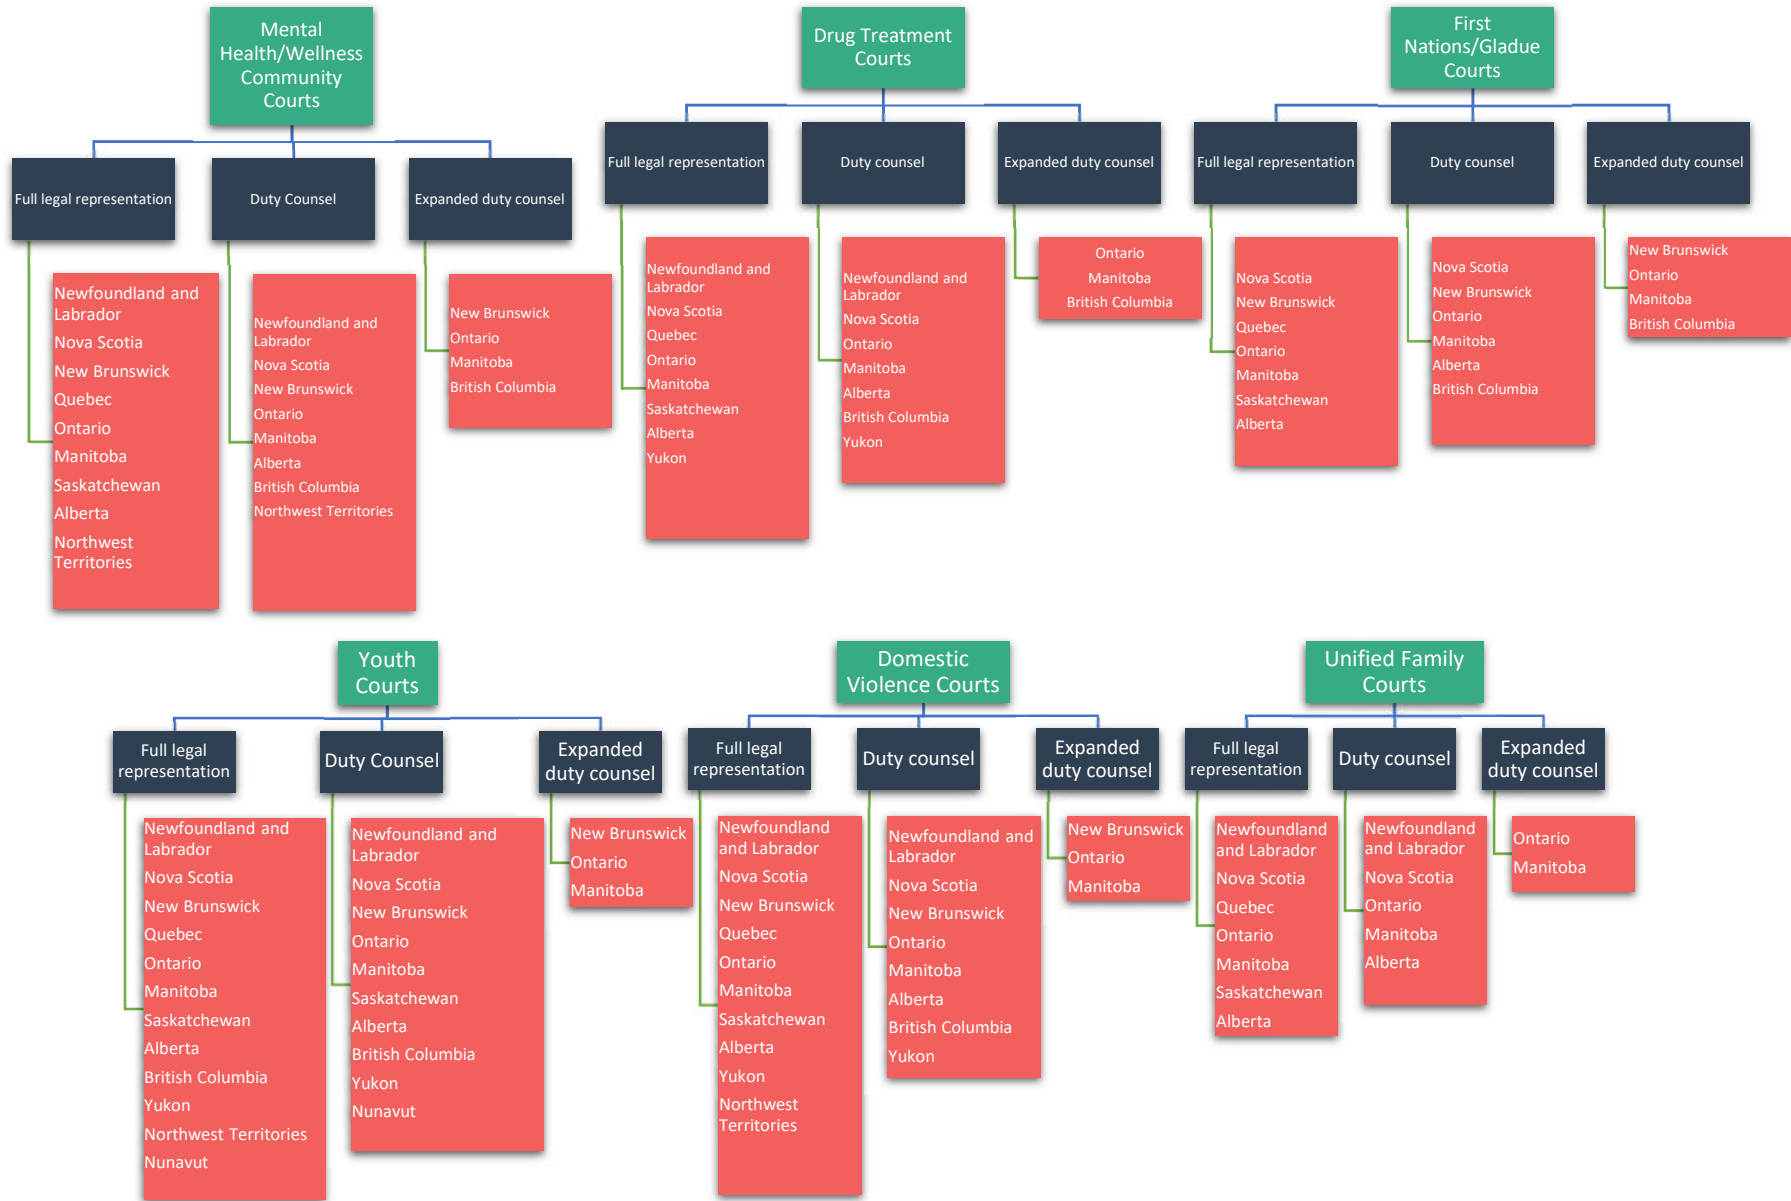 Mental
Health/Wellness
Community
Courts
Full legal representation
Newfoundland and
Labrador
Nova Scotia
New Brunswick
Quebec
Ontario
Manitoba
Saskatchewan
Alberta
Northwest
Territories
Duty Counsel
Newfoundland and
Labrador
Nova Scotia
New Brunswick
Ontario
Manitoba
Alberta
British Columbia
Northwest Territories
Expanded duty counsel
New Brunswick
Ontario
Manitoba
British Columbia
Drug Treatment
Courts
Full legal representation
Newfoundland and
Labrador
Nova Scotia
Quebec
Ontario
Manitoba
Saskatchewan
Alberta
Yukon
Duty counsel
Newfoundland and
Labrador
Nova Scotia
Ontario
Manitoba
Alberta
British Columbia
Yukon
Expanded duty counsel
Ontario
Manitoba
British Columbia
First
Nations/Gladue
Courts
Full legal representation
Nova Scotia
New Brunswick
Quebec
Ontario
Manitoba
Saskatchewan
Alberta
Duty counsel
Nova Scotia
New Brunswick
Ontario
Manitoba
Alberta
British Columbia
Expanded duty counsel
New Brunswick
Ontario
Manitoba
British Columbia
Youth
Courts
Full legal
representation
Newfoundland and
Labrador
Nova Scotia
New Brunswick
Quebec
Ontario
Manitoba
Saskatchewan
Alberta
British Columbia
Yukon
Northwest Territories
Nunavut
Duty Counsel
Newfoundland and
Labrador
Nova Scotia
New Brunswick
Ontario
Manitoba
Saskatchewan
Alberta
British Columbia
Yukon
Nunavut
Expanded
duty counsel
New Brunswick
Ontario
Manitoba
Domestic
Violence Courts
Full legal
representation
Newfoundland
and Labrador
Nova Scotia
New Brunswick
Quebec
Ontario
Manitoba
Saskatchewan
Alberta
Yukon
Northwest
Territories
Duty counsel
Newfoundland and
Labrador
Nova Scotia
New Brunswick
Ontario
Manitoba
Alberta
British Columbia
Yukon
Expanded
duty counsel
New Brunswick
Ontario
Manitoba
Unified Family
Courts
Full legal
representation
Newfoundland
and Labrador
Nova Scotia
Quebec
Ontario
Manitoba
Saskatchewan
Alberta
Duty counsel
Newfoundland
and Labrador
Nova Scotia
Ontario
Manitoba
Alberta
Expanded
duty counsel
Ontario
Manitoba